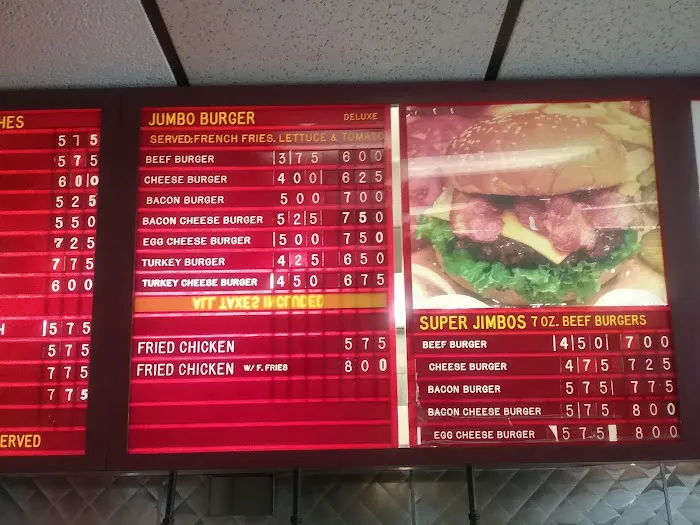 HES
5 7 5
5 7 5
6 0 0
5 2 5
5 5 0
7 2 5
7 7 5
6 0 0
H 5 7 5
5 7 5
7 7 5
7 7 5
ERVED
JUMBO BURGER DELUXE
SERVED:FRENCH FRIES, LETTUCE & TOMATO
BEEF BURGER 3 7 5 6 0 0
CHEESE BURGER 4 0 0 6 2 5
BACON BURGER 5 0 0 7 0 0
BACON CHEESE BURGER 5 2 5 7 5 0
EGG CHEESE BURGER 5 0 0 7 5 0
TURKEY BURGER 4 2 5 6 5 0
TURKEY CHEESE BURGER 4 5 0 6 7 5
ALL TAXES INCLUDED
FRIED CHICKEN 5 7 5
FRIED CHICKEN W/ F. FRIES 8 0 0
SUPER JIMBOS 7 OZ. BEEF BURGERS
BEEF BURGER 4 5 0 7 0 0
CHEESE BURGER 4 7 5 7 2 5
BACON BURGER 5 7 5 7 7 5
BACON CHEESE BURGER 5 7 5 8 0 0
EGG CHEESE BURGER 5 7 5 8 0 0